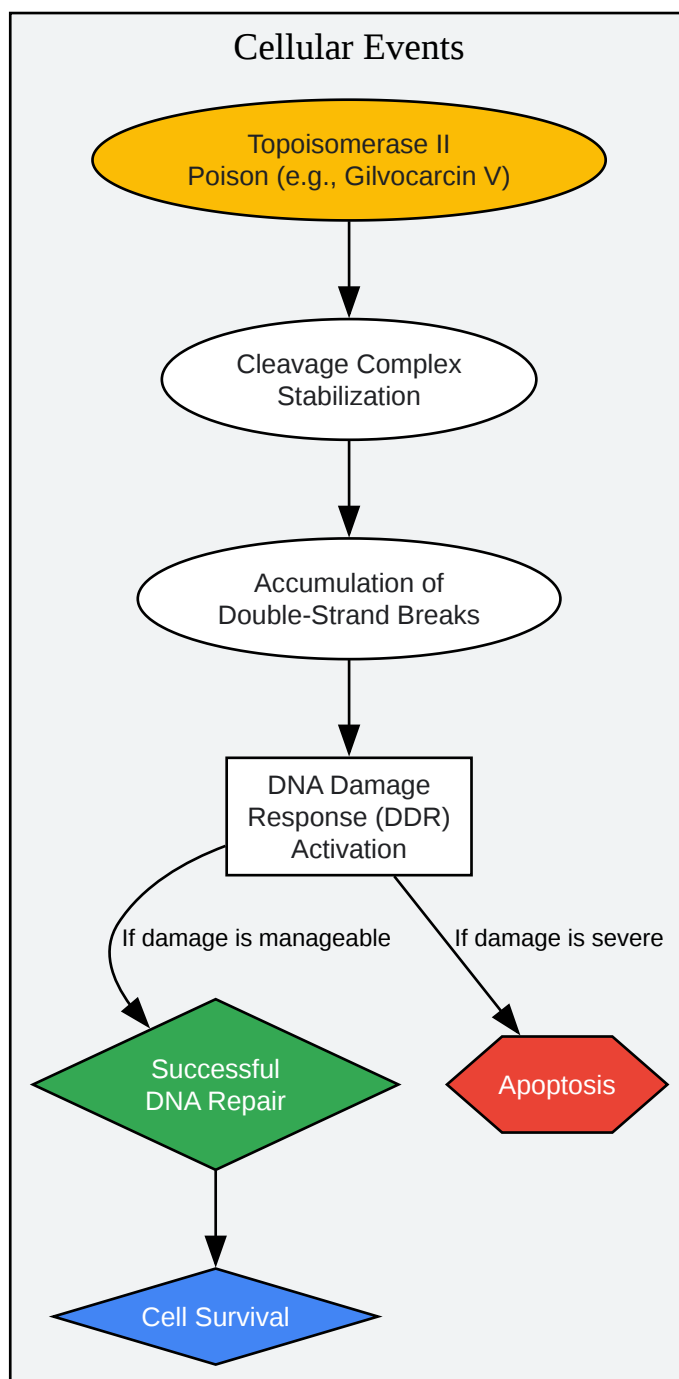 Cellular Events
Topoisomerase II
Poison (e.g., Gilvocarcin V)
Cleavage Complex
Stabilization
Accumulation of
Double-Strand Breaks
DNA Damage
Response (DDR)
Activation
If damage is manageable
If damage is severe
Successful
DNA Repair
Apoptosis
Cell Survival